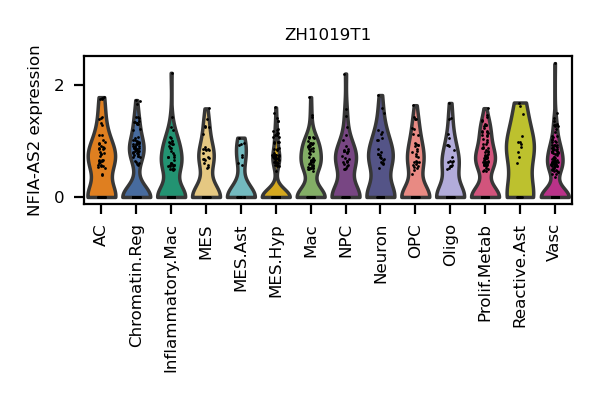 ZH1019T1
NFIA-AS2 expression
2
0
AC
Chromatin.Reg
Inflammatory.Mac
MES
MES.Ast
MES.Hyp
Mac
NPC
Neuron
OPC
Oligo
Prolif.Metab
Reactive.Ast
Vasc